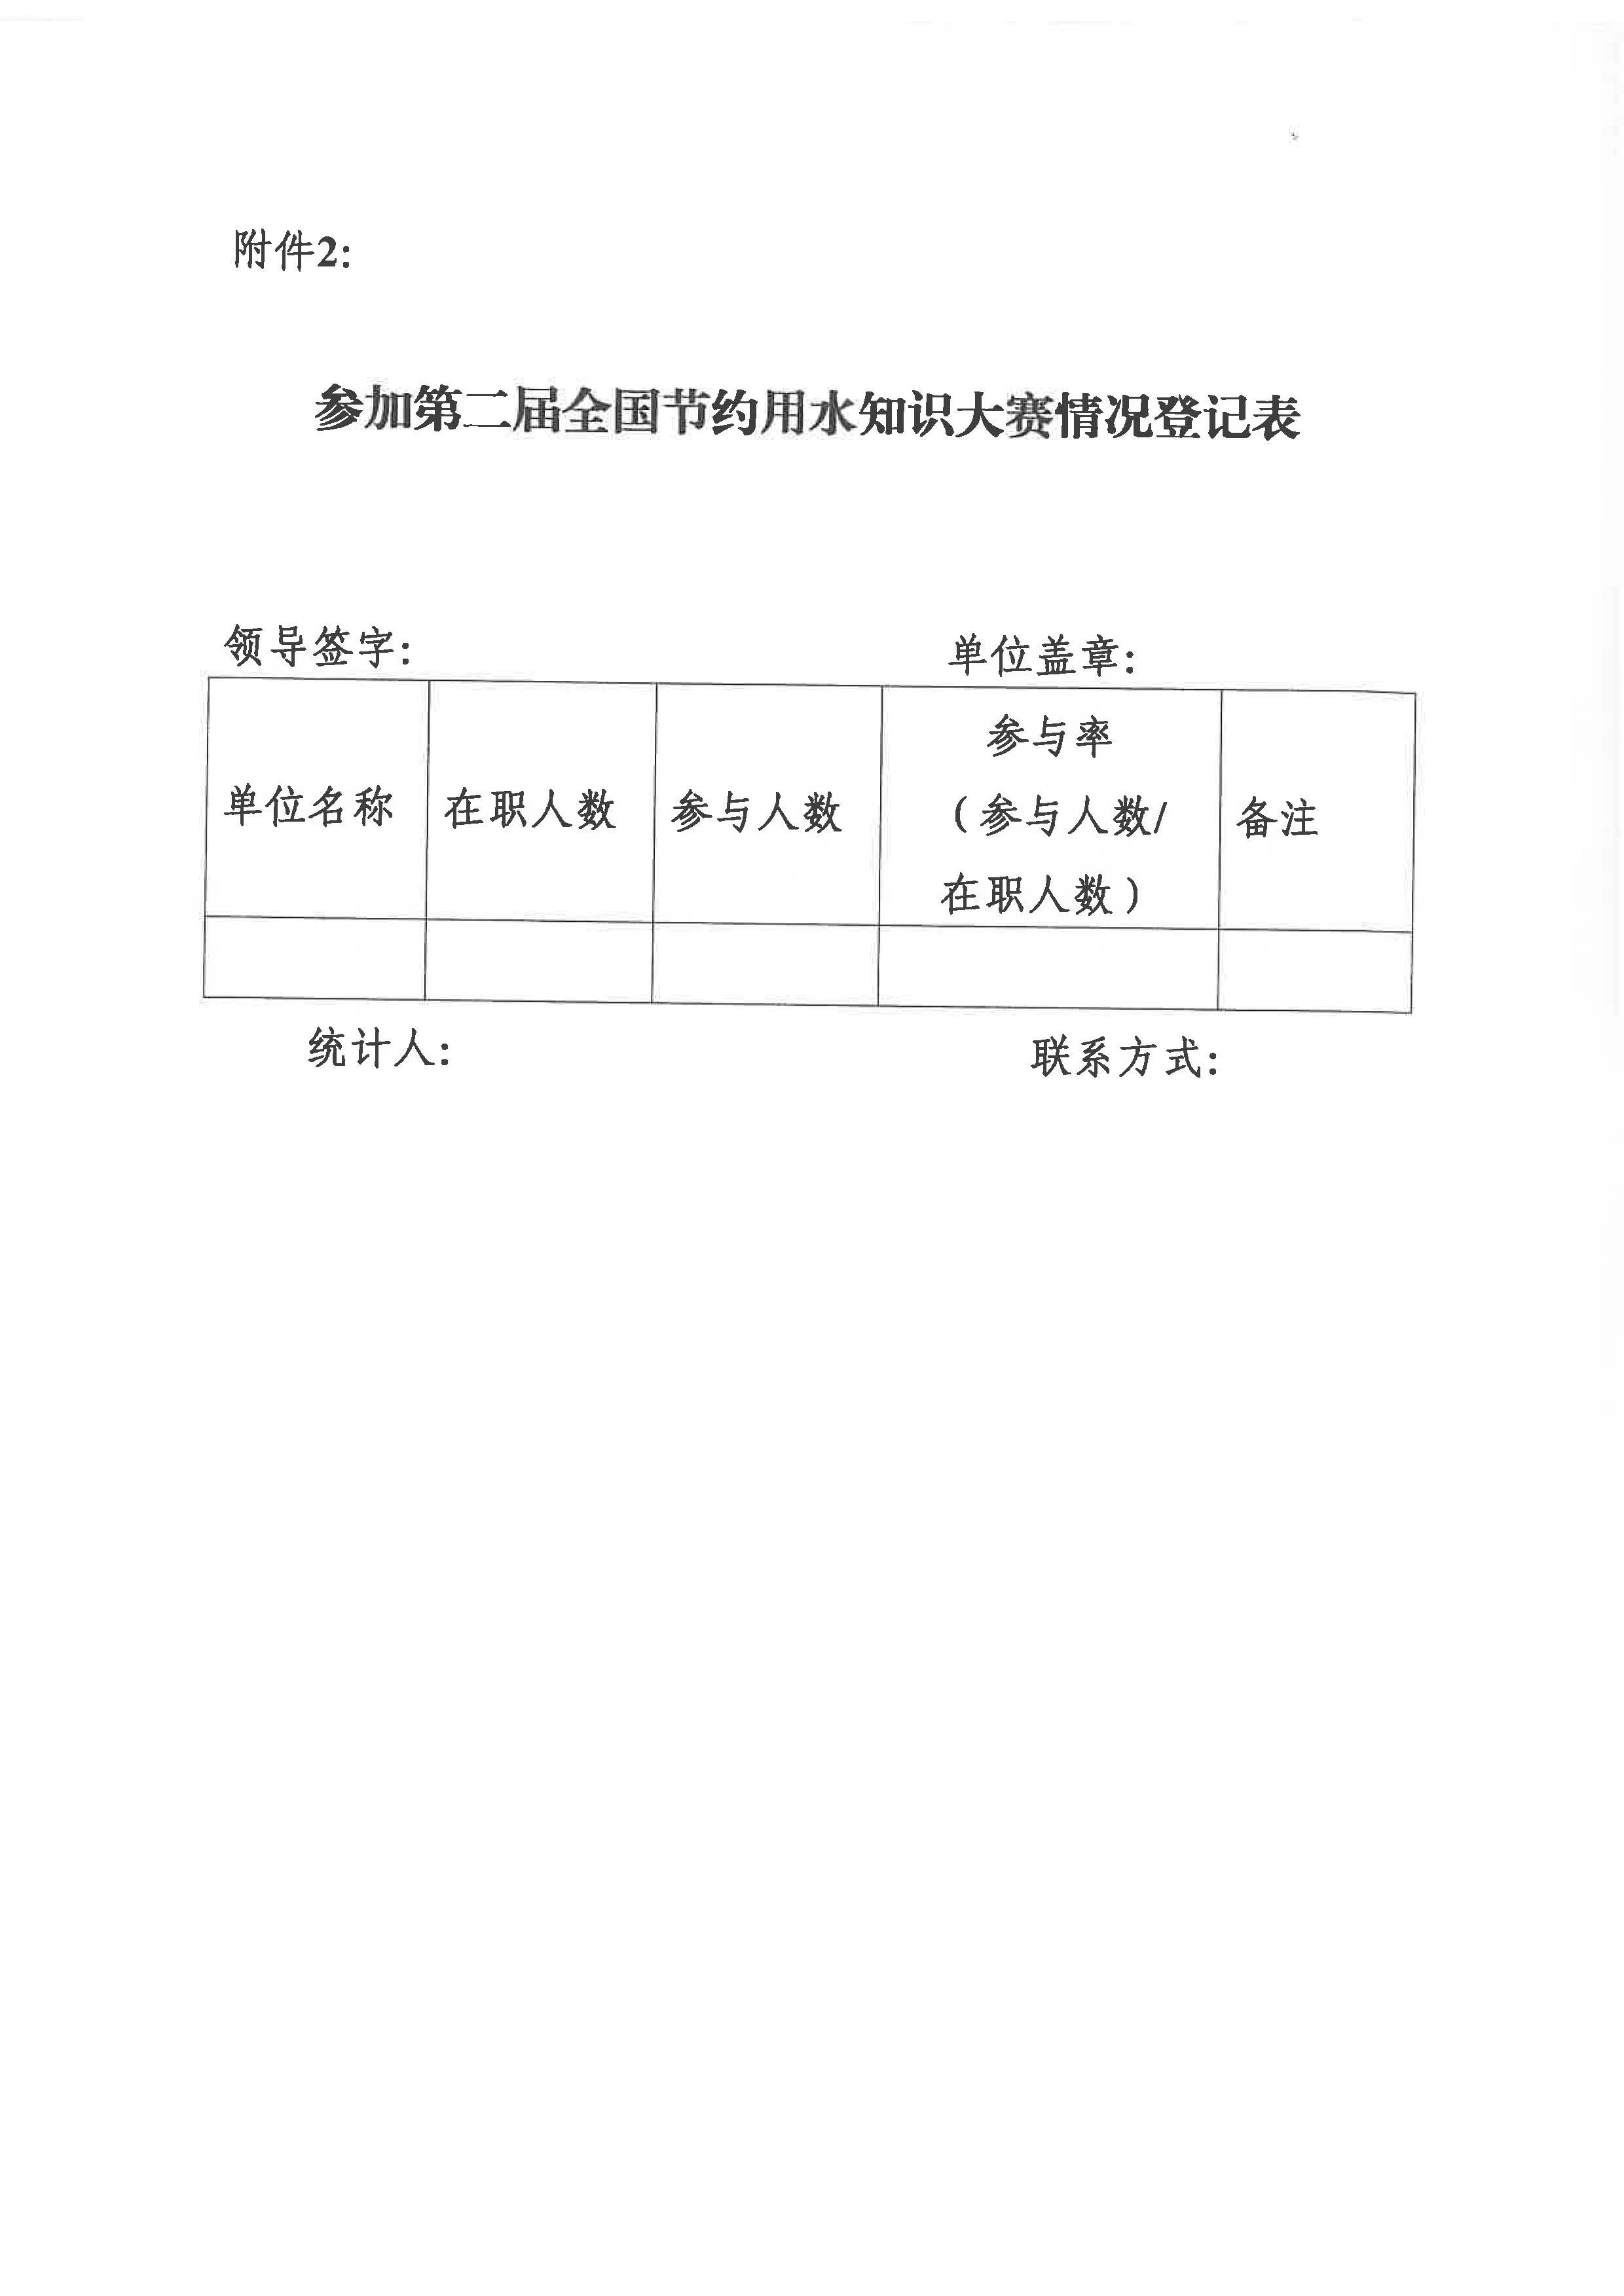 附件2:
参加第二届全国节约用水知识大赛情况登记表
领导签字: 单位盖章:
单位名称 在职人数 参与人数 参与率 （参与人数/ 在职人数） 备注
统计人: 联系方式: